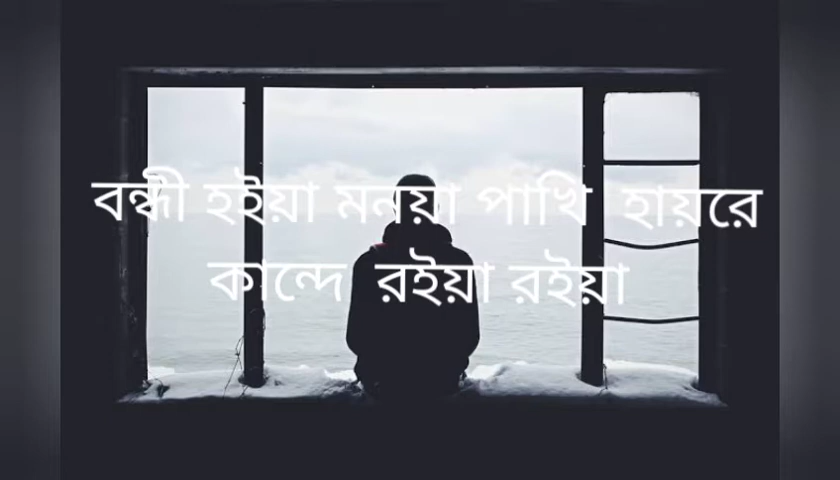 বন্ধী হইয়া মনয়া পাখি হায়রে
কান্দে রইয়া রইয়া